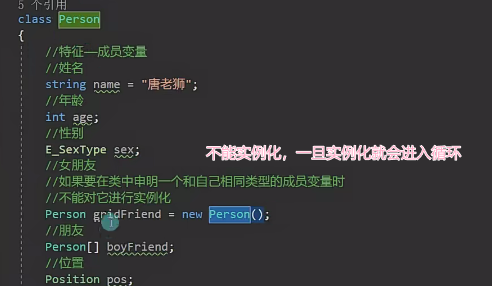 5 个引用
class Person
{
//特征——成员变量
//姓名
string name = "唐老狮";
//年龄
int age;
//性别
E_SexType sex;
不能实例化，一旦实例化就会进入循环
//女朋友
//如果要在类中申明一个和自己相同类型的成员变量时
//不能对它进行实例化
Person gridFriend = new Person();
//朋友
Person[] boyFriend;
//位置
Position pos;